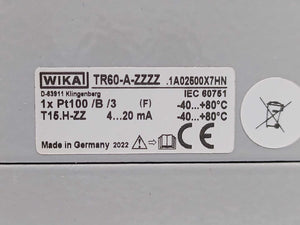 WIKA TR60-A-ZZZZ .1A02500X7HN
D-63911 Klingenberg IEC 60751
1x Pt100 /B /3 (F) -40...+80°C
T15.H-ZZ 4...20 mA -40...+80°C
Made in Germany 2022